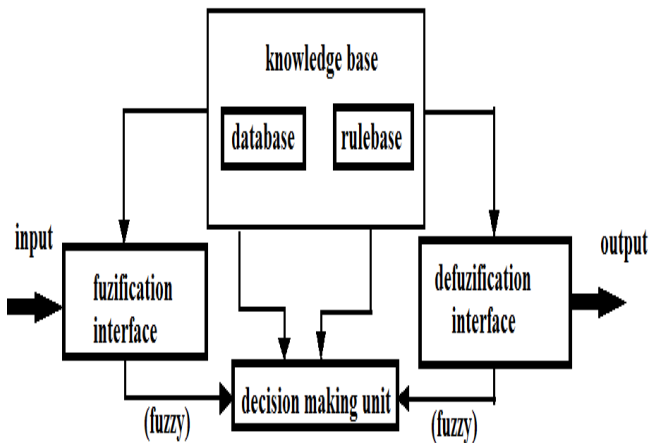 knowledge base
database
rulebase
input
fuzification
interface
defuzification
interface
output
decision making unit
(fuzzy)
(fuzzy)